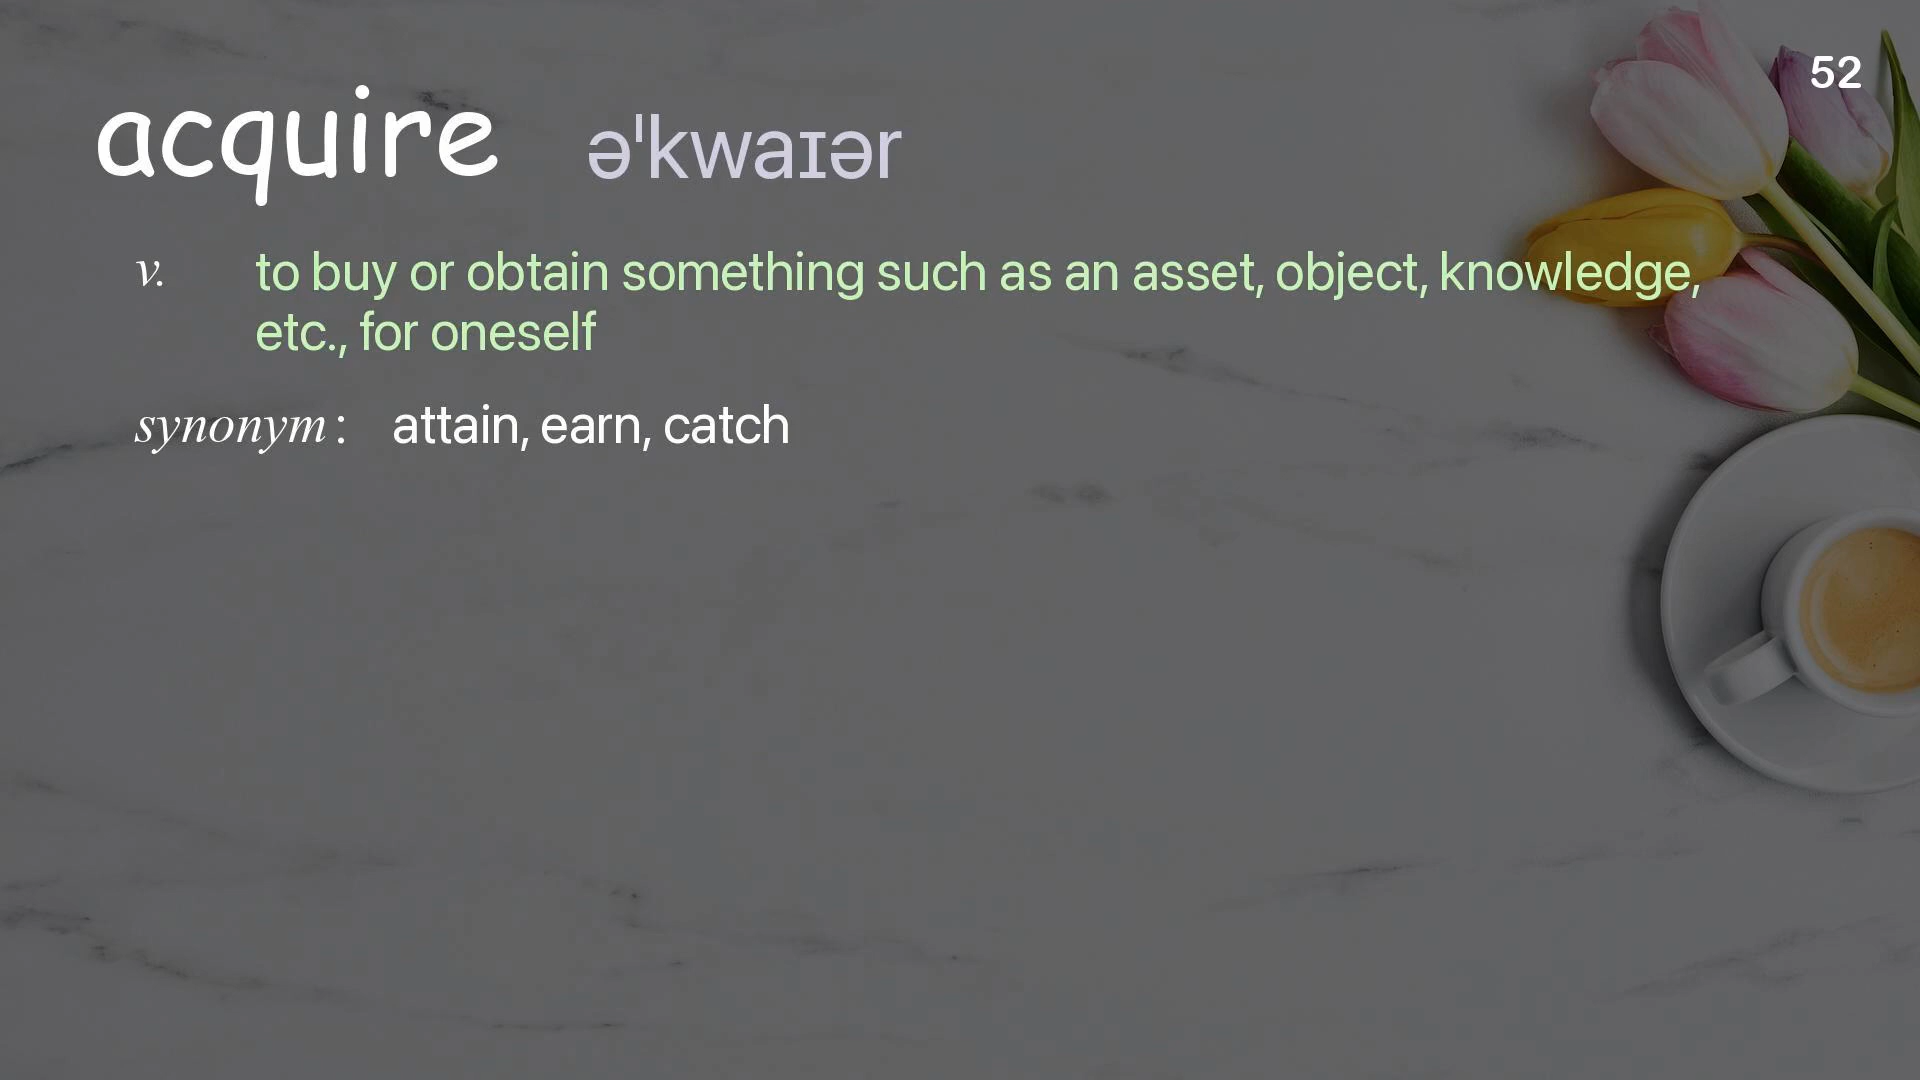 52
acquire əˈkwaɪər
v. to buy or obtain something such as an asset, object, knowledge,
etc., for oneself
synonym : attain, earn, catch